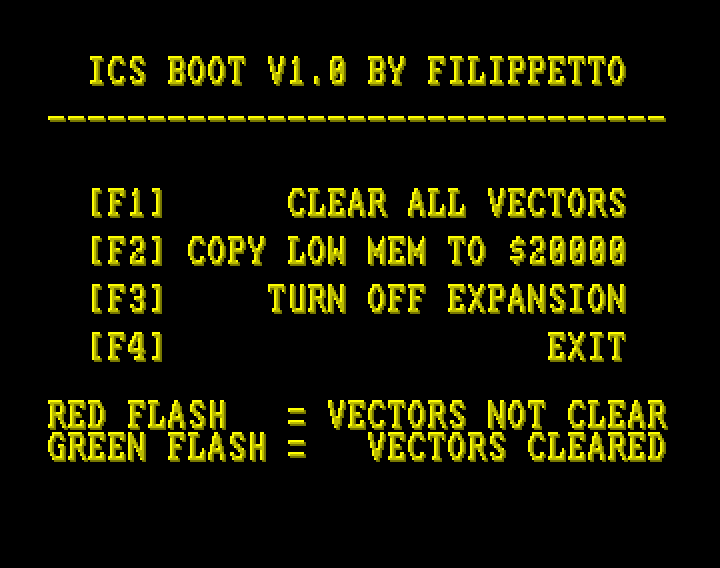 ICS BOOT V1.0 BY FILIPPETTO
-------------------------------
[F1] CLEAR ALL VECTORS
[F2] COPY LOW MEM TO $20000
[F3] TURN OFF EXPANSION
[F4] EXIT
RED FLASH = VECTORS NOT CLEAR
GREEN FLASH = VECTORS CLEARED